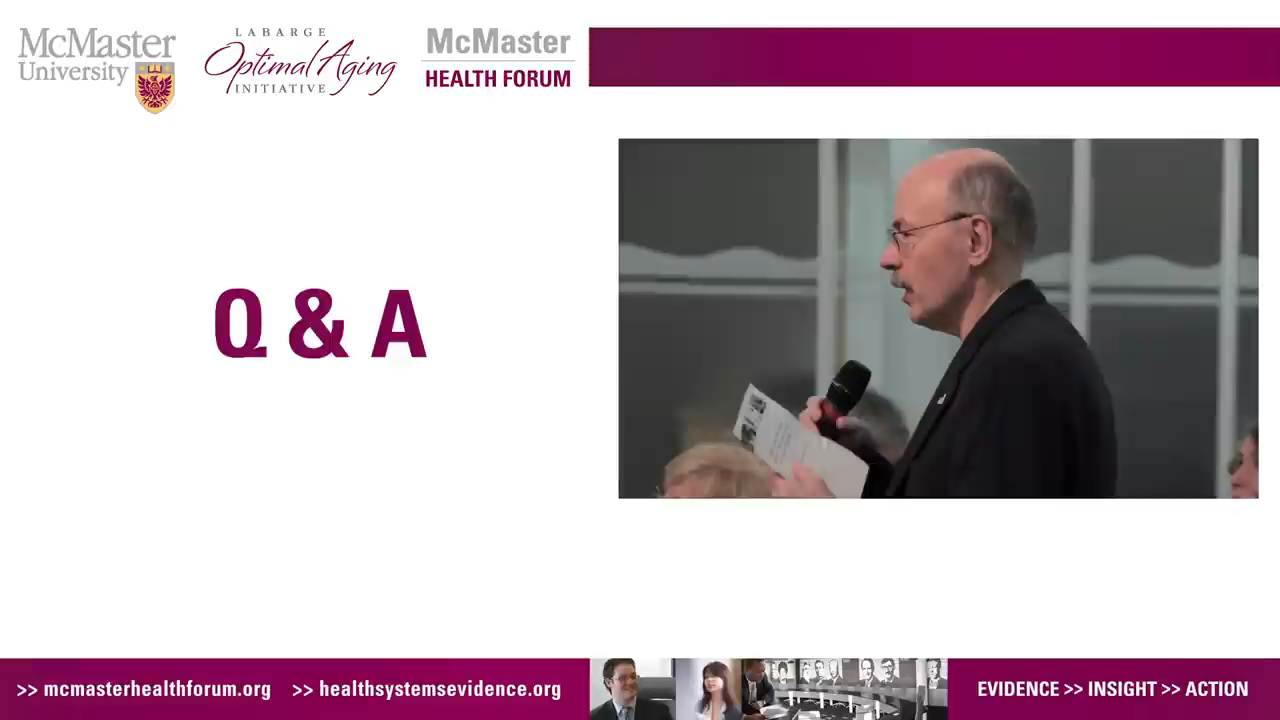 McMaster
University
LABARGE
Optimal Aging
INITIATIVE
McMaster
HEALTH FORUM
Q & A
>> mcmasterhealthforum.org >> healthsystemsevidence.org
EVIDENCE >> INSIGHT >> ACTION